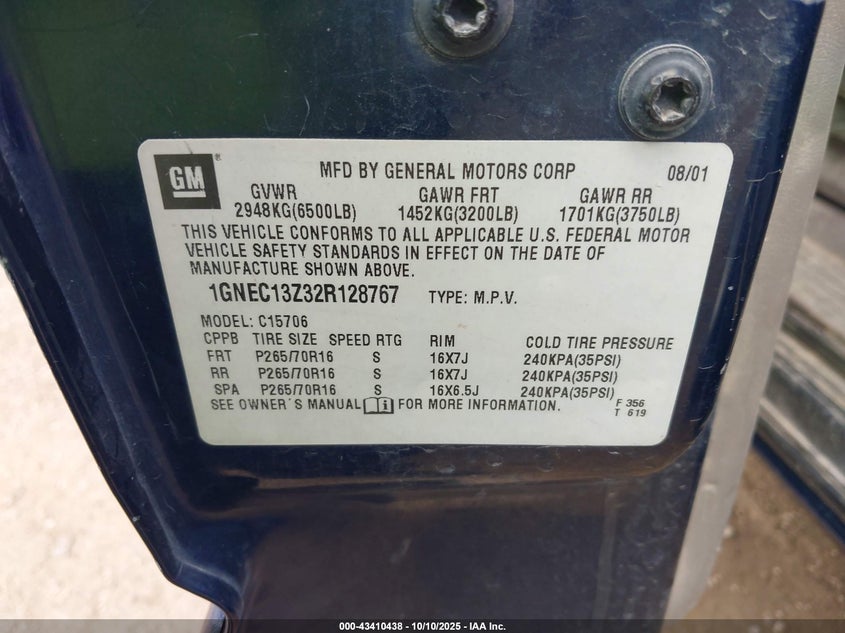 GM ®
MFD BY GENERAL MOTORS CORP 08/01
GVWR GAWR FRT GAWR RR
2948KG(6500LB) 1452KG(3200LB) 1701KG(3750LB)
THIS VEHICLE CONFORMS TO ALL APPLICABLE U.S. FEDERAL MOTOR
VEHICLE SAFETY STANDARDS IN EFFECT ON THE DATE OF
MANUFACTURE SHOWN ABOVE.
1GNEC13Z32R128767 TYPE: M.P.V.
MODEL: C15706
CPPB TIRE SIZE SPEED RTG RIM COLD TIRE PRESSURE
FRT P265/70R16 S 16X7J 240KPA(35PSI)
RR P265/70R16 S 16X7J 240KPA(35PSI)
SPA P265/70R16 S 16X6.5J 240KPA(35PSI)
SEE OWNER'S MANUAL i FOR MORE INFORMATION.
F 356
T 619
000-43410438 - 10/10/2025 - IAA Inc.